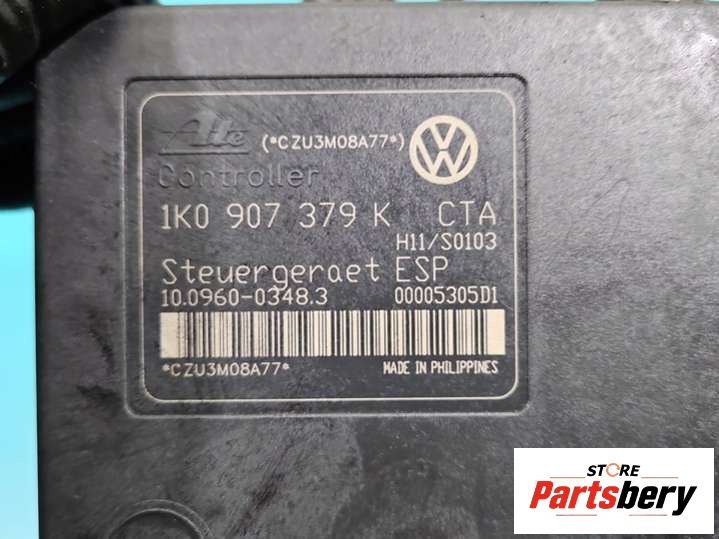 Ate (*CZU3M08A77*)
Controller
1K0 907 379 K CTA
H11/S0103
Steuergeraet ESP
10.0960-0348.3 00005305D1
*CZU3M08A77* MADE IN PHILIPPINES
STORE
Partsbery